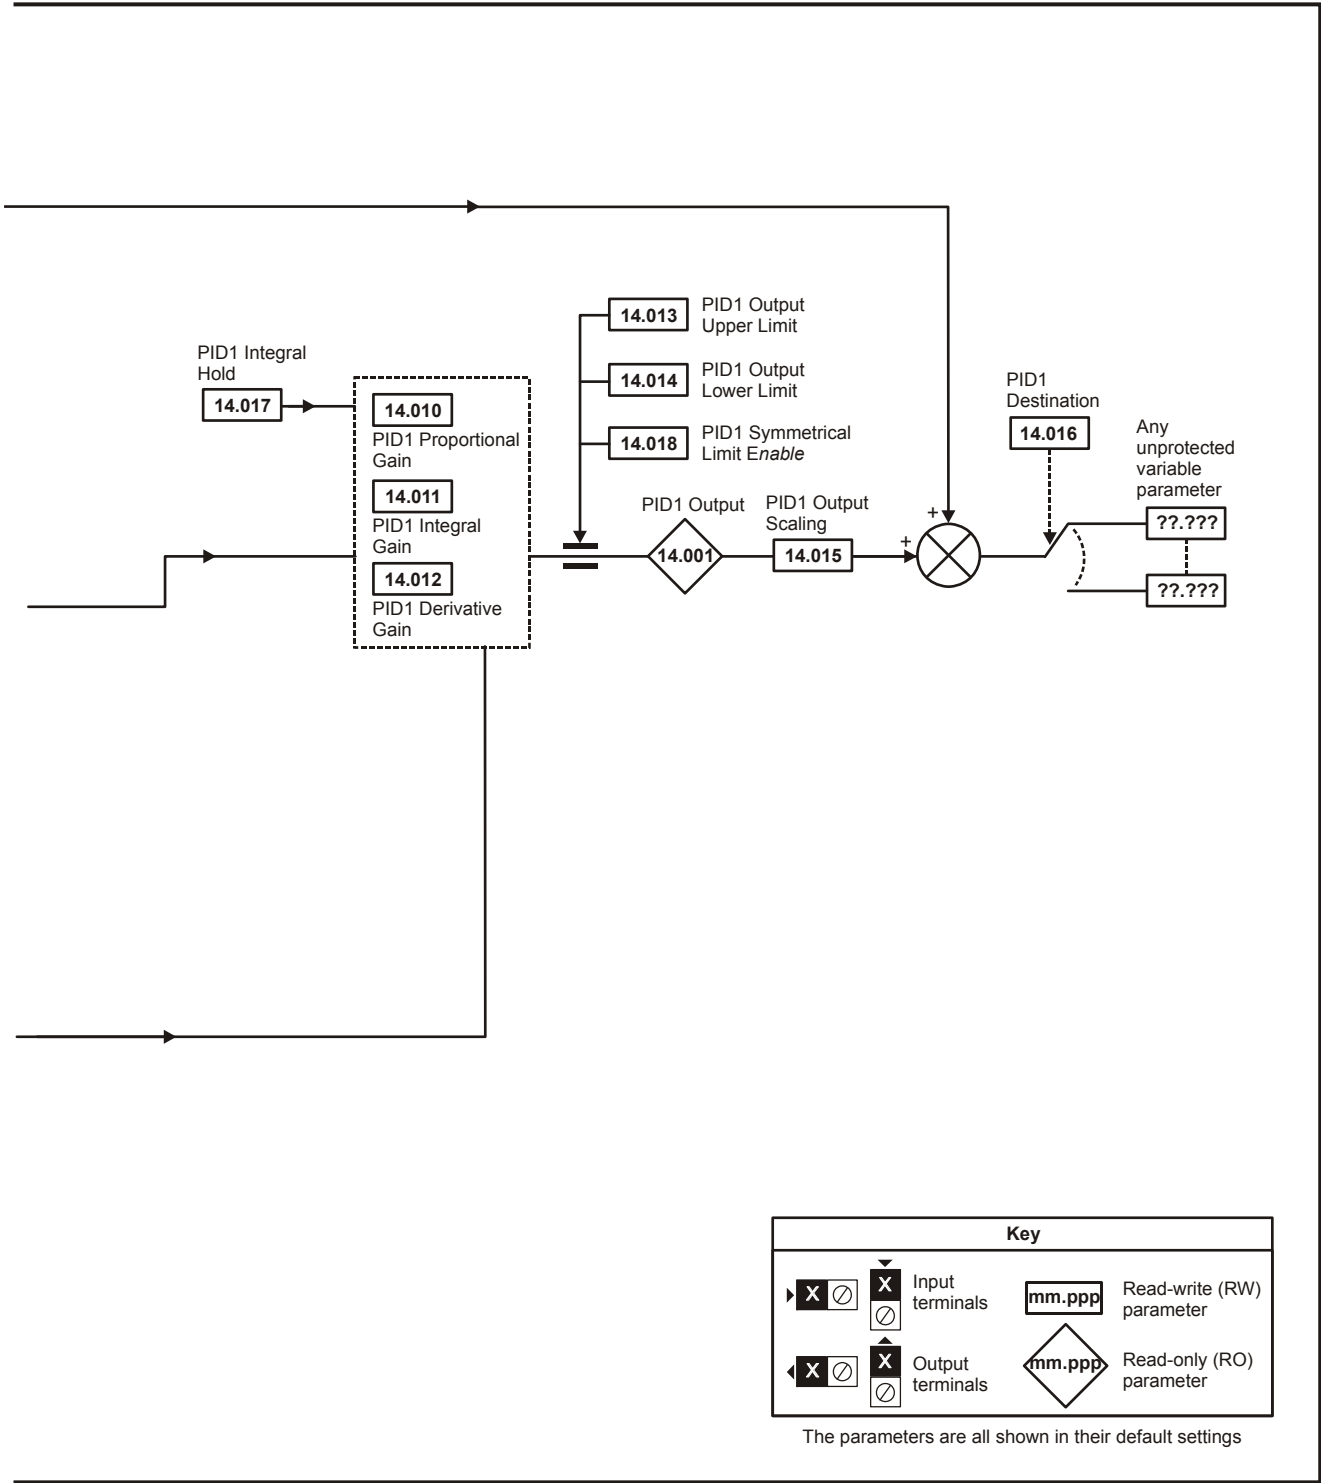 PID1 Integral
Hold
14.017
14.010
PID1 Proportional
Gain
14.011
PID1 Integral
Gain
14.012
PID1 Derivative
Gain
14.013
PID1 Output
Upper Limit
14.014
PID1 Output
Lower Limit
14.018
PID1 Symmetrical
Limit Enable
PID1 Output
14.001
PID1 Output
Scaling
14.015
+
+
PID1
Destination
14.016
Any
unprotected
variable
parameter
??.???
??.???
Key
X
X
Input
terminals
mm.ppp
Read-write (RW)
parameter
X
X
Output
terminals
mm.ppp
Read-only (RO)
parameter
The parameters are all shown in their default settings